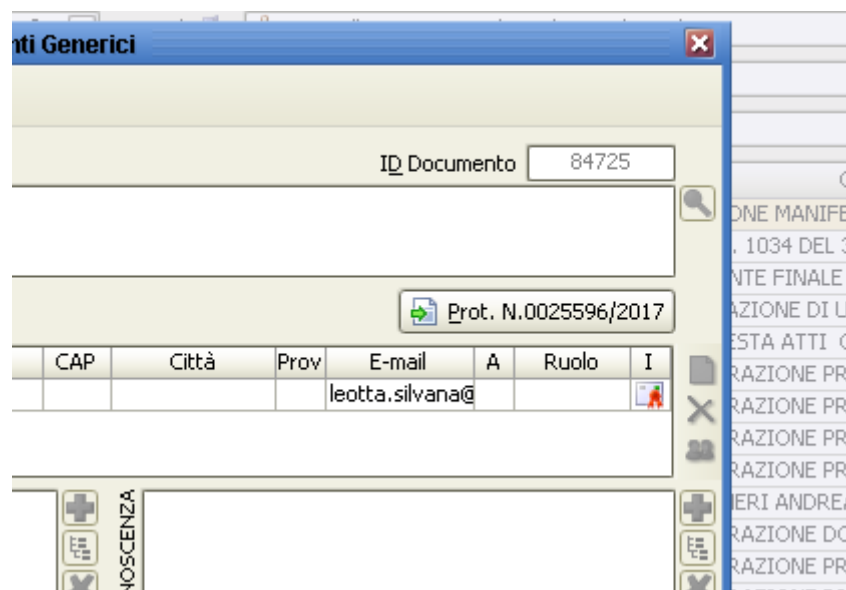 nti Generici
ID Documento 84725
Prot. N.0025596/2017
CAP Città Prov E-mail A Ruolo I
leotta.silvana@
NOSCENZA
ONE MANIFE
. 1034 DEL 3
NTE FINALE
AZIONE DI L
ESTA ATTI
RAZIONE PR
RAZIONE PR
RAZIONE PR
RAZIONE PR
IERI ANDREA
RAZIONE DO
RAZIONE PR